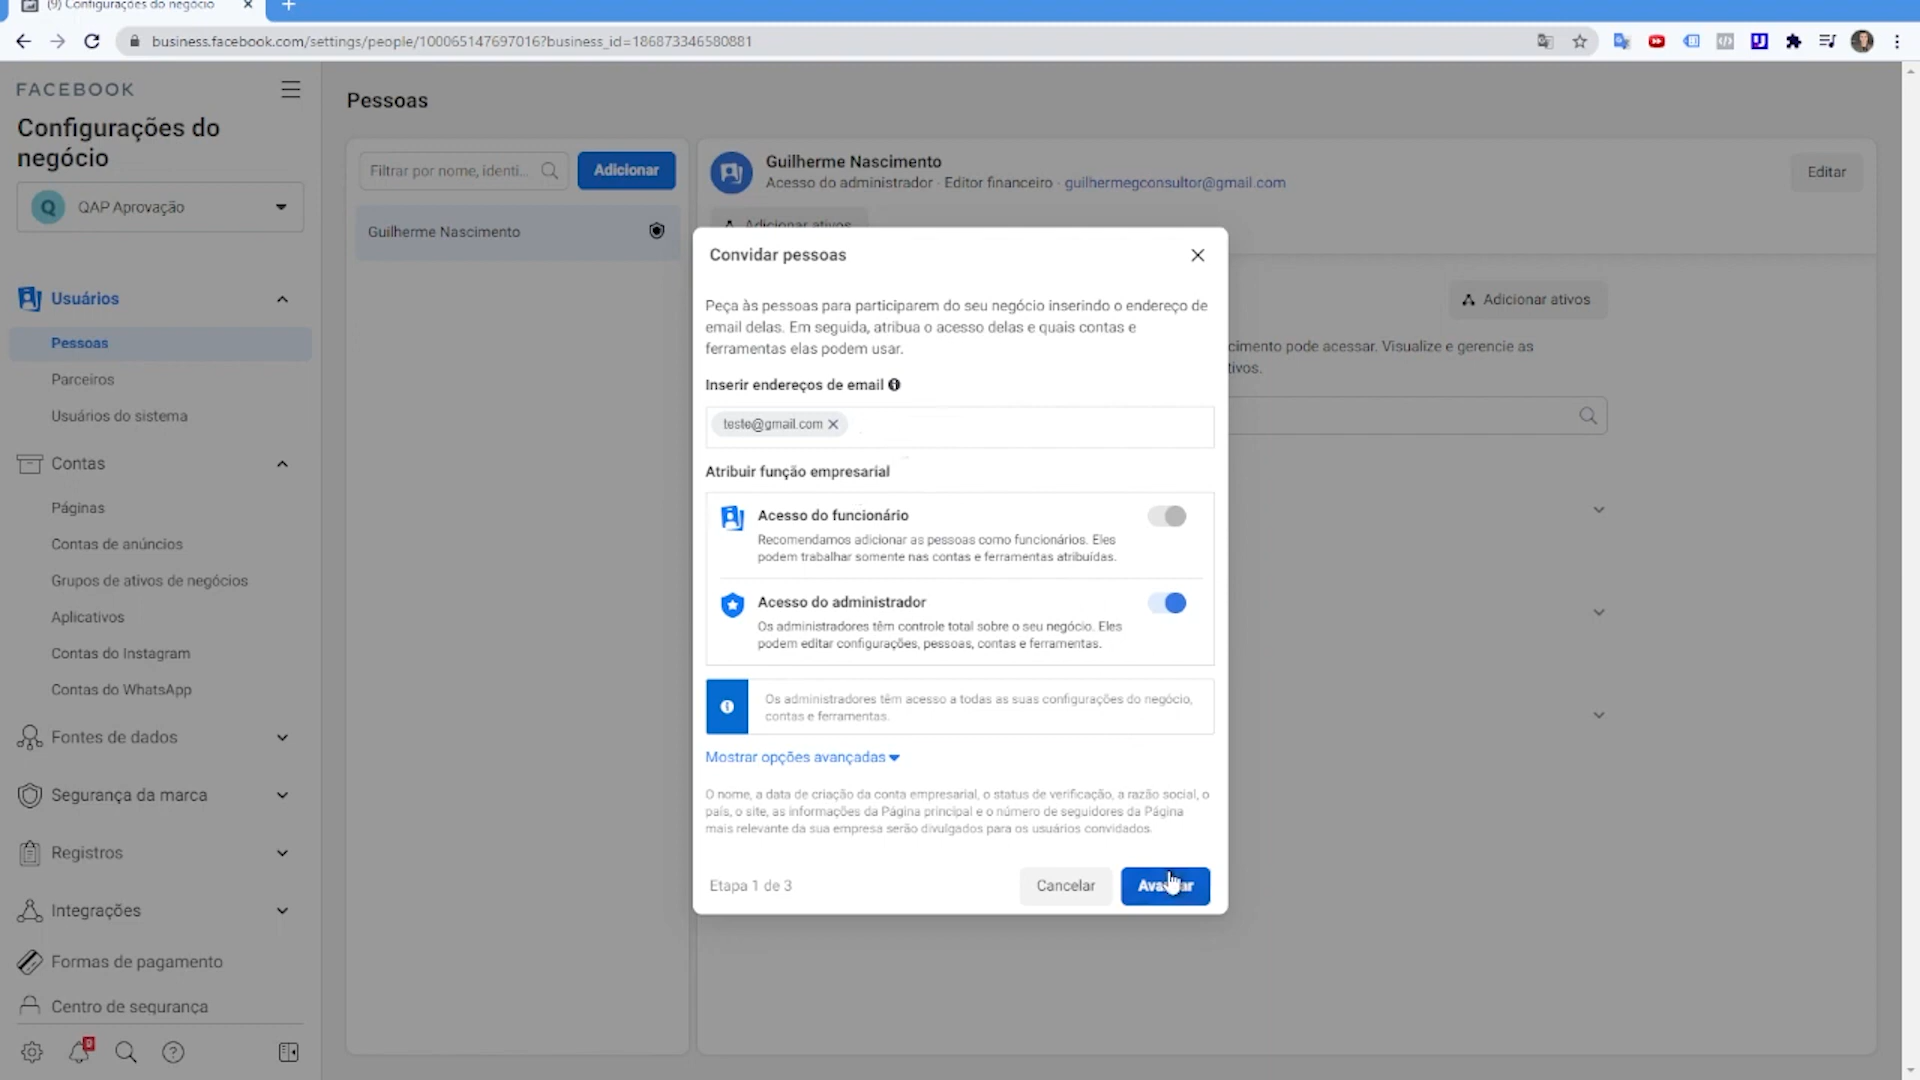 (9) Configurações do negócio
business.facebook.com/settings/people/100065147697016?business_id=186873346580881
FACEBOOK
Configurações do
negócio
Q QAP Aprovação
Usuários
Pessoas
Parceiros
Usuários do sistema
Contas
Páginas
Contas de anúncios
Grupos de ativos de negócios
Aplicativos
Contas do Instagram
Contas do WhatsApp
Fontes de dados
Segurança da marca
Registros
Integrações
Formas de pagamento
Centro de segurança
Pessoas
Filtrar por nome, identi...
Adicionar
Guilherme Nascimento
Guilherme Nascimento
Acesso do administrador · Editor financeiro · guilhermegconsultor@gmail.com
Editar
Adicionar ativos
Adicionar ativos
pode acessar. Visualize e gerencie as
Convidar pessoas
Peça às pessoas para participarem do seu negócio inserindo o endereço de
email delas. Em seguida, atribua o acesso delas e quais contas e
ferramentas elas podem usar.
Inserir endereços de email
teste@gmail.com
Atribuir função empresarial
Acesso do funcionário
Recomendamos adicionar as pessoas como funcionários. Eles
podem trabalhar somente nas contas e ferramentas atribuídas.
Acesso do administrador
Os administradores têm controle total sobre o seu negócio. Eles
podem editar configurações, pessoas, contas e ferramentas.
Os administradores têm acesso a todas as suas configurações do negócio,
contas e ferramentas.
Mostrar opções avançadas
O nome, a data de criação da conta empresarial, o status de verificação, a razão social, o
país, o site, as informações da Página principal e o número de seguidores da Página
mais relevante da sua empresa serão divulgados para os usuários convidados.
Etapa 1 de 3
Cancelar